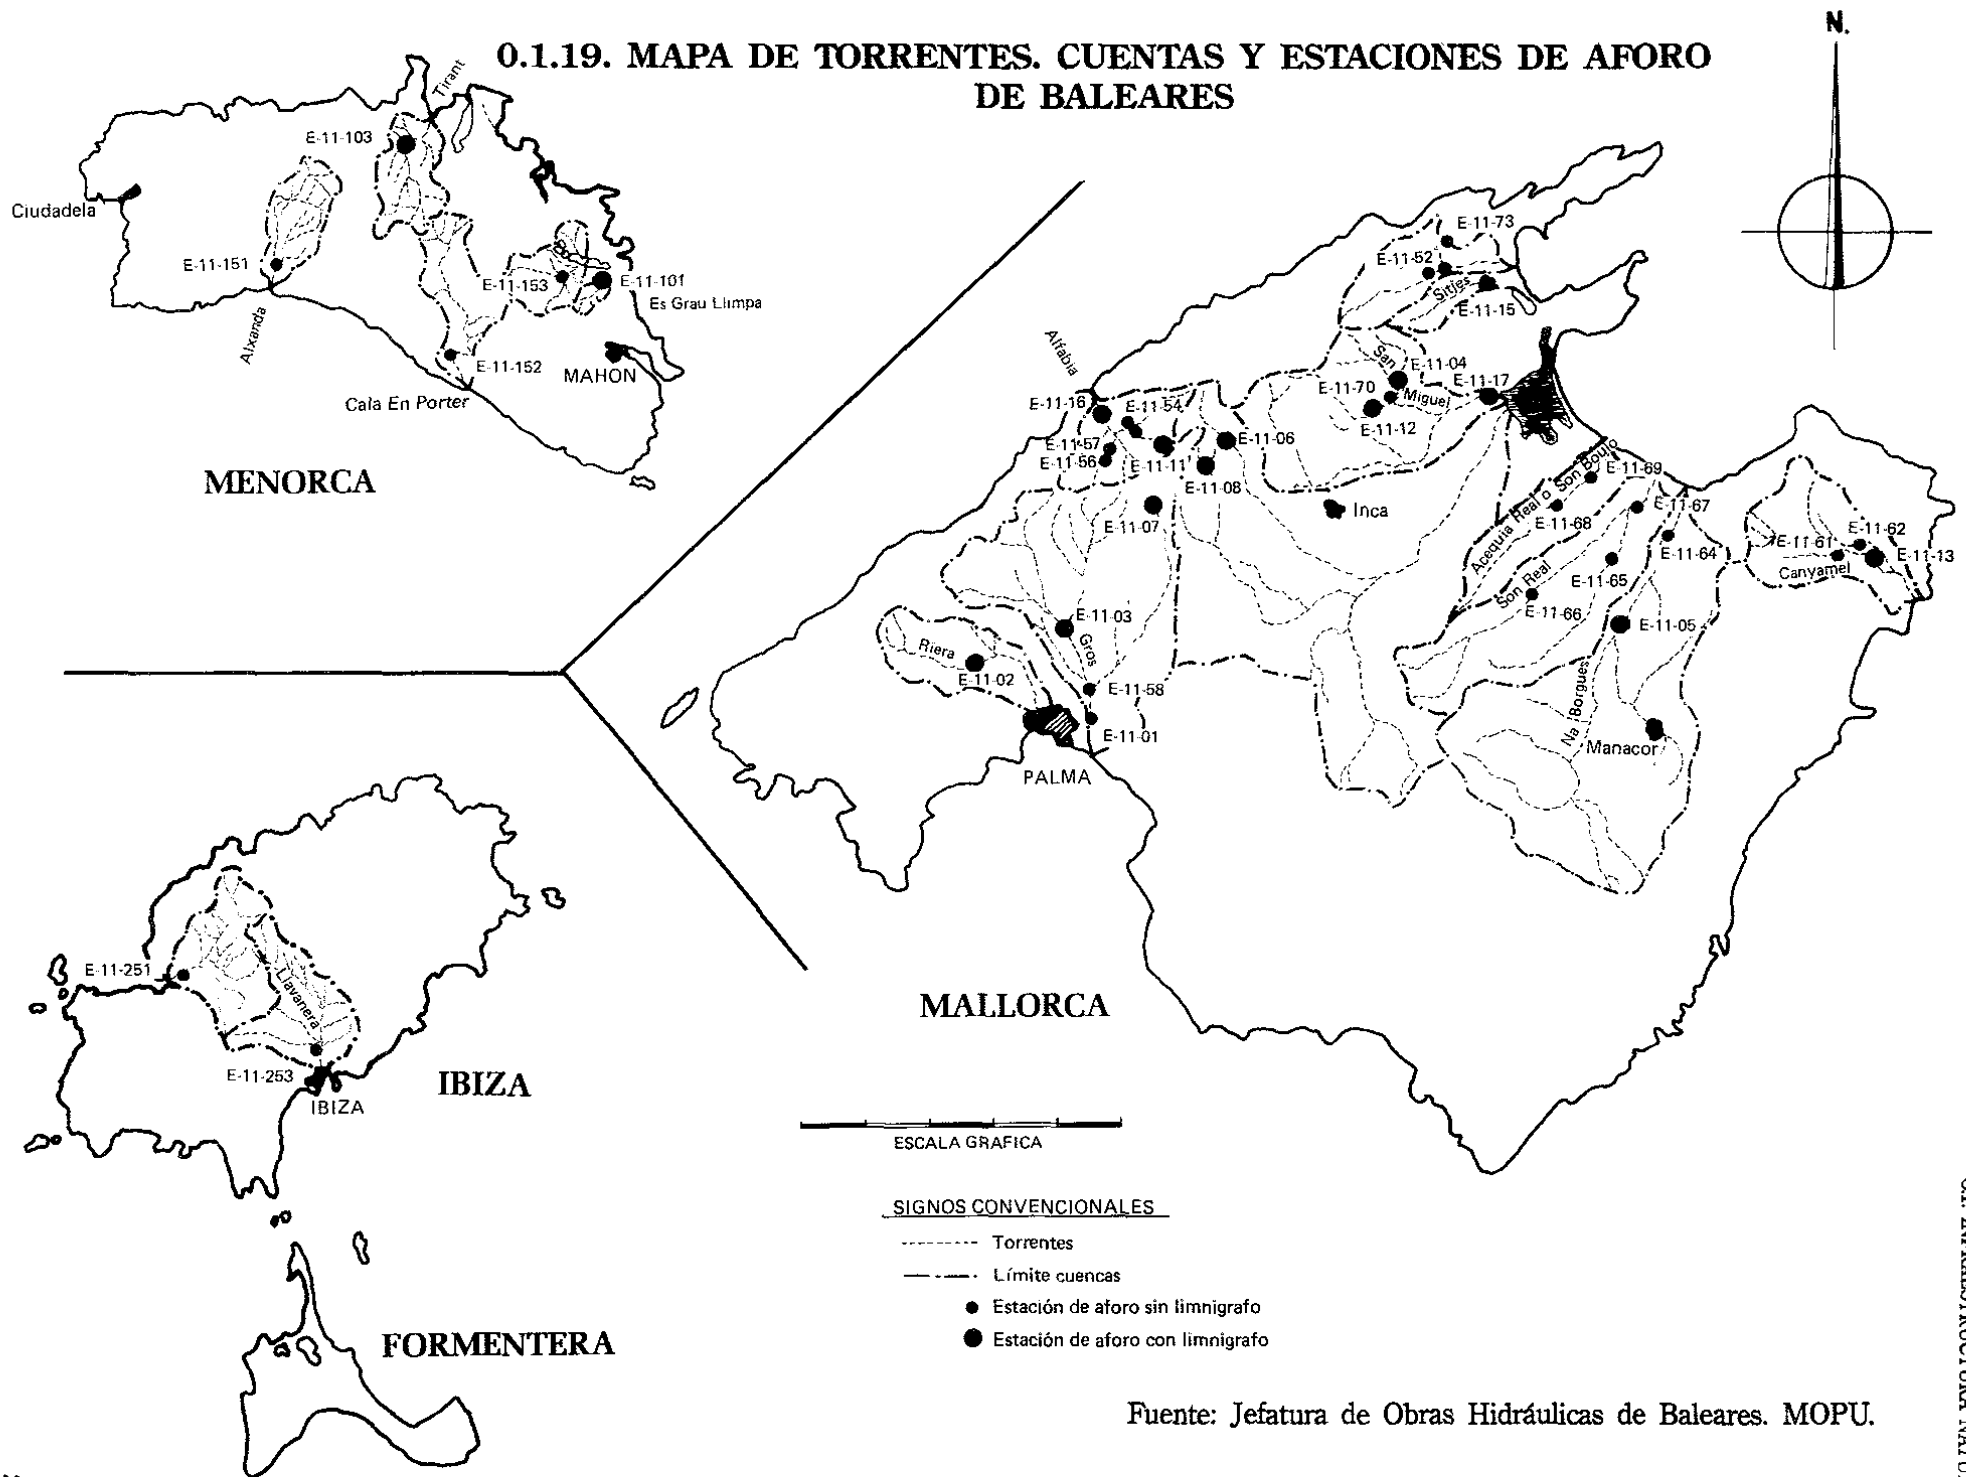 0.1.19. MAPA DE TORRENTES. CUENTAS Y ESTACIONES DE AFORO
DE BALEARES
N.
Tirant
E-11-103
Ciudadela
E-11-151
E-11-153
E-11-101
Es Grau Llimpa
Alxanda
E-11-152
MAHON
Cala En Porter
MENORCA
E-11-73
E-11-52
Sitjes
E-11-15
Alfabia
San
Miguel
E-11-04
E-11-70
E-11-17
E-11-12
E-11-16
E-11-54
E-11-57
E-11-56
E-11-11
E-11-06
E-11-08
E-11-07
Inca
Acequia Real o Son Boulo
E-11-69
E-11-68
E-11-67
E-11-64
E-11-65
Son Real
E-11-66
E-11-05
E-11-62
E-11-61
E-11-13
Canyamel
E-11-03
Gros
Riera
E-11-02
E-11-58
E-11-01
PALMA
Na Borgues
Manacor
MALLORCA
E-11-251
Llavanera
E-11-253
IBIZA
IBIZA
FORMENTERA
ESCALA GRAFICA
SIGNOS CONVENCIONALES
Torrentes
Límite cuencas
Estación de aforo sin limnigrafo
Estación de aforo con limnigrafo
Fuente: Jefatura de Obras Hidráulicas de Baleares. MOPU.